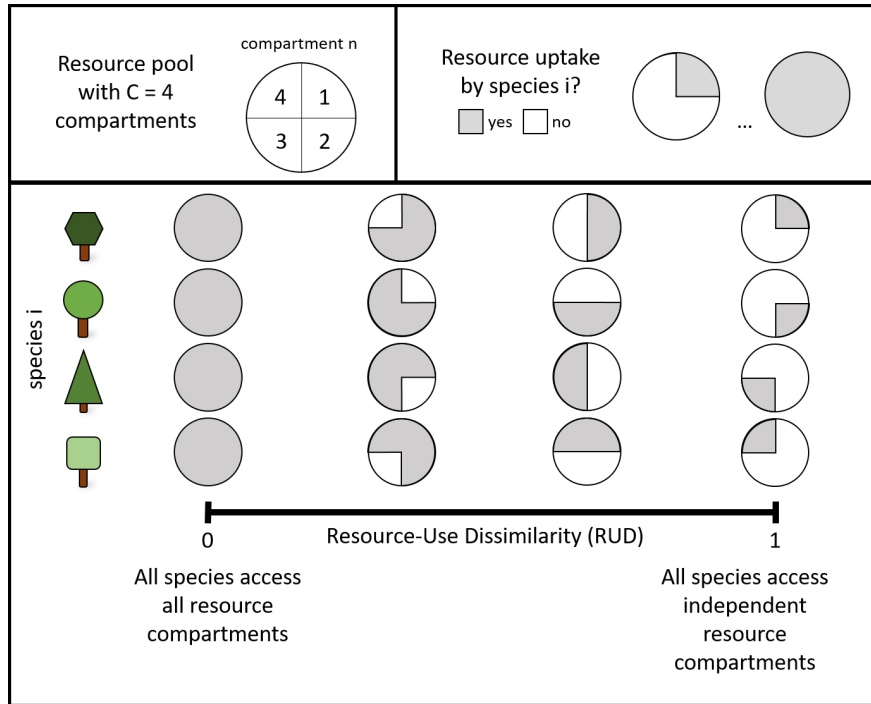 Resource pool
with C = 4
compartments
compartment n
4 1
3 2
Resource uptake
by species i?
yes no
...
species i
0 Resource-Use Dissimilarity (RUD) 1
All species access
all resource
compartments
All species access
independent
resource
compartments